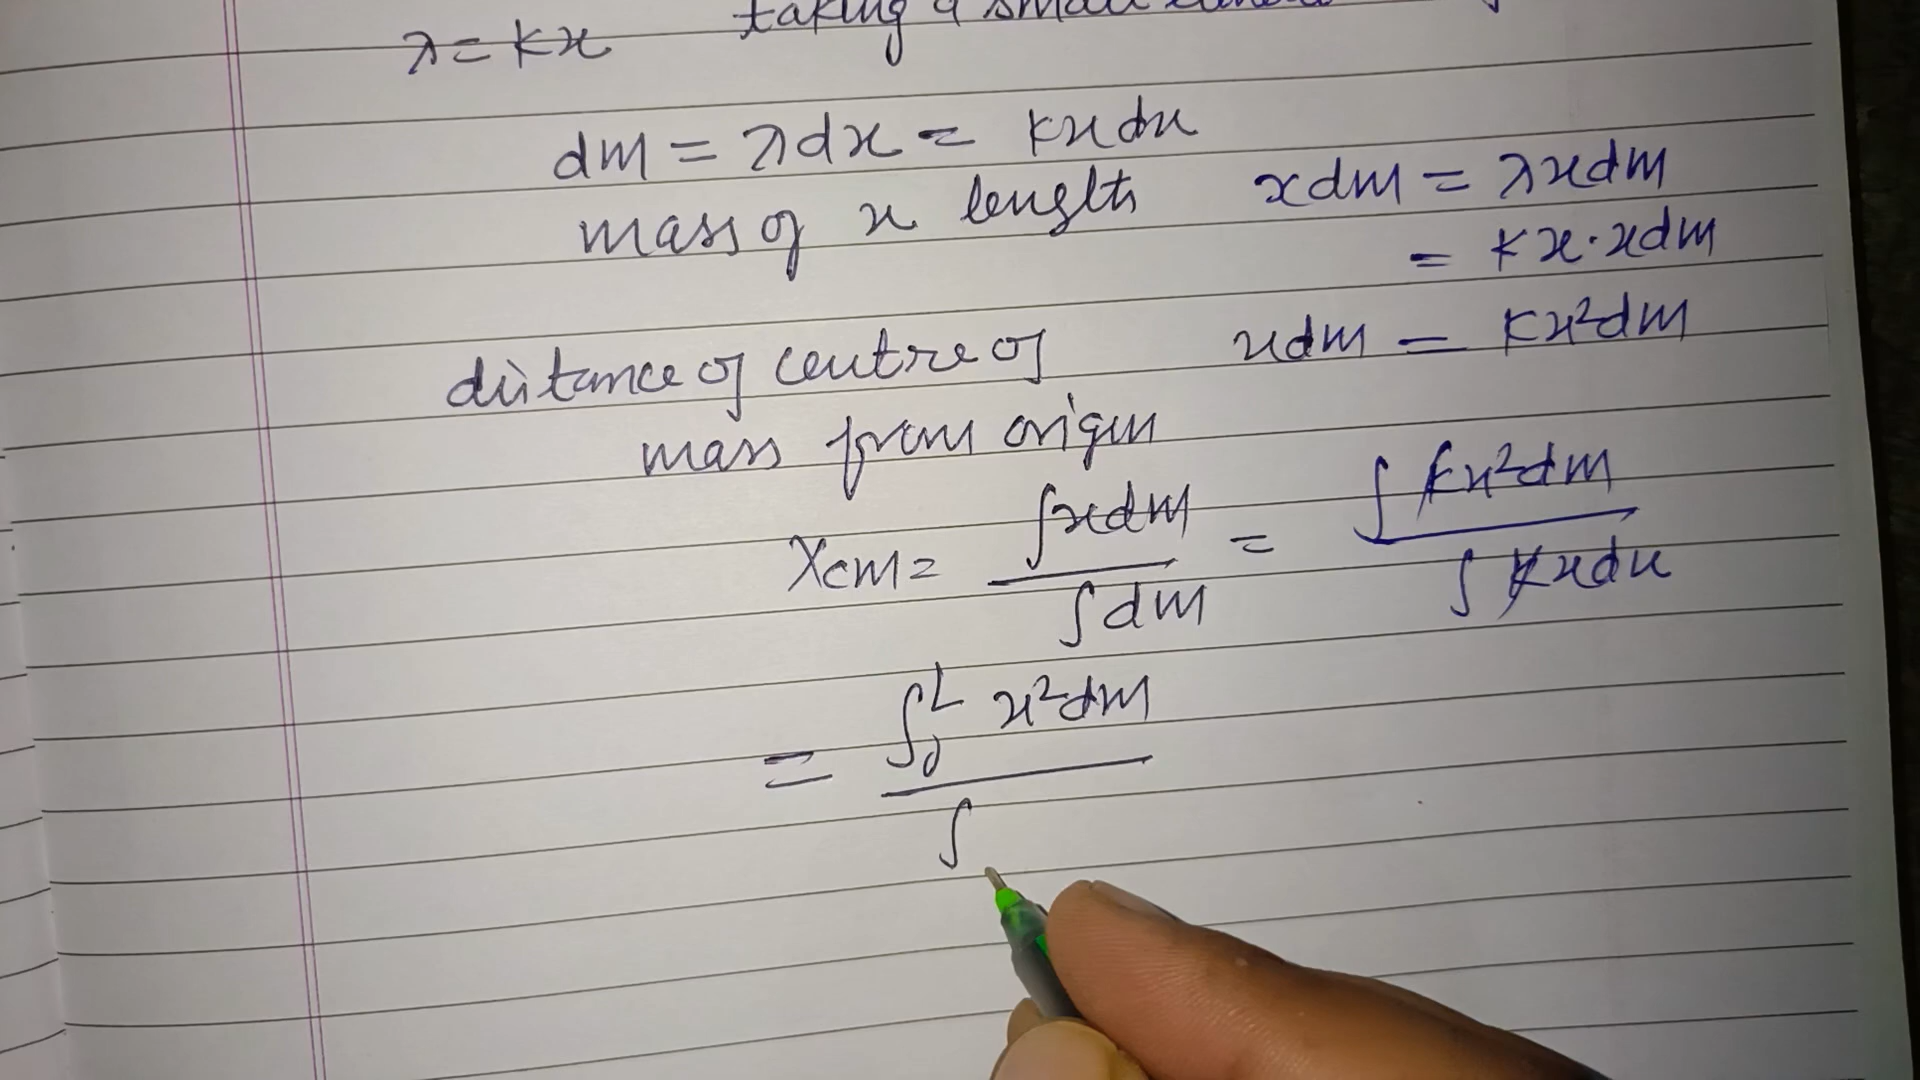 λ = kx taking a small
dm = λdx = kxdx
mass of x length xdm = λxdm
= kx·xdm
distance of centre of xdm = kx²dm
mass from origin
Xcm = ∫xdm / ∫dm = ∫kx²dm / ∫kxdx
= ∫₀ᴸ x²dm / ∫